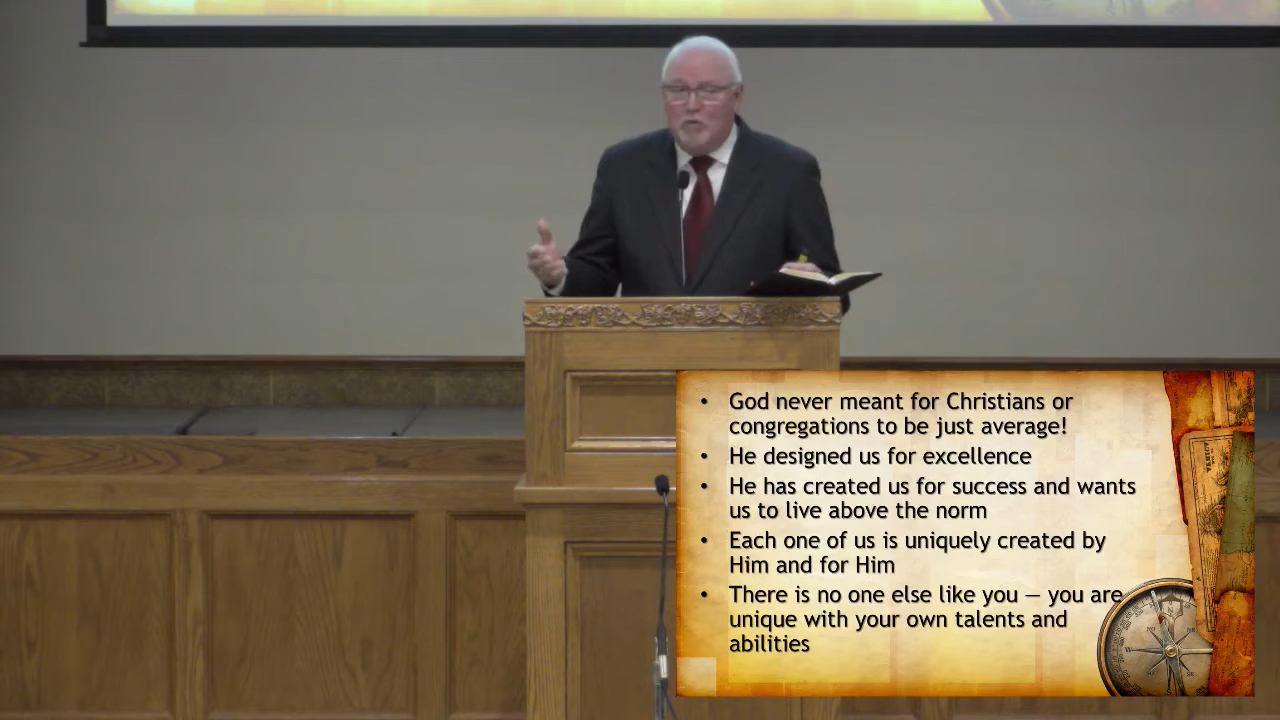 • God never meant for Christians or
congregations to be just average!
• He designed us for excellence
• He has created us for success and wants
us to live above the norm
• Each one of us is uniquely created by
Him and for Him
• There is no one else like you — you are
unique with your own talents and
abilities